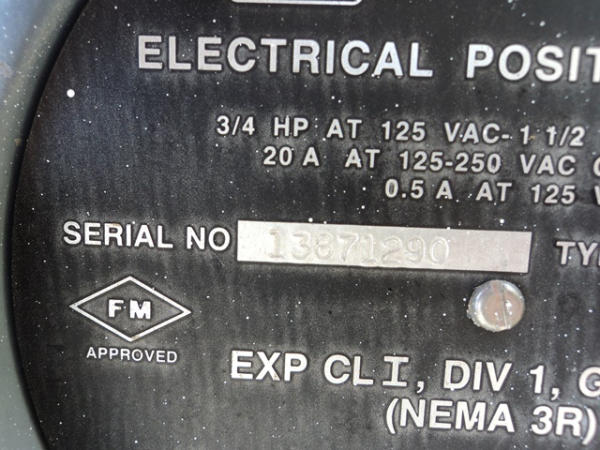 ELECTRICAL POSIT
3/4 HP AT 125 VAC-1 1/2
20 A AT 125-250 VAC
0.5 A AT 125 V
SERIAL NO 13871290 TY
FM
APPROVED
EXP CL I, DIV 1, G
(NEMA 3R)